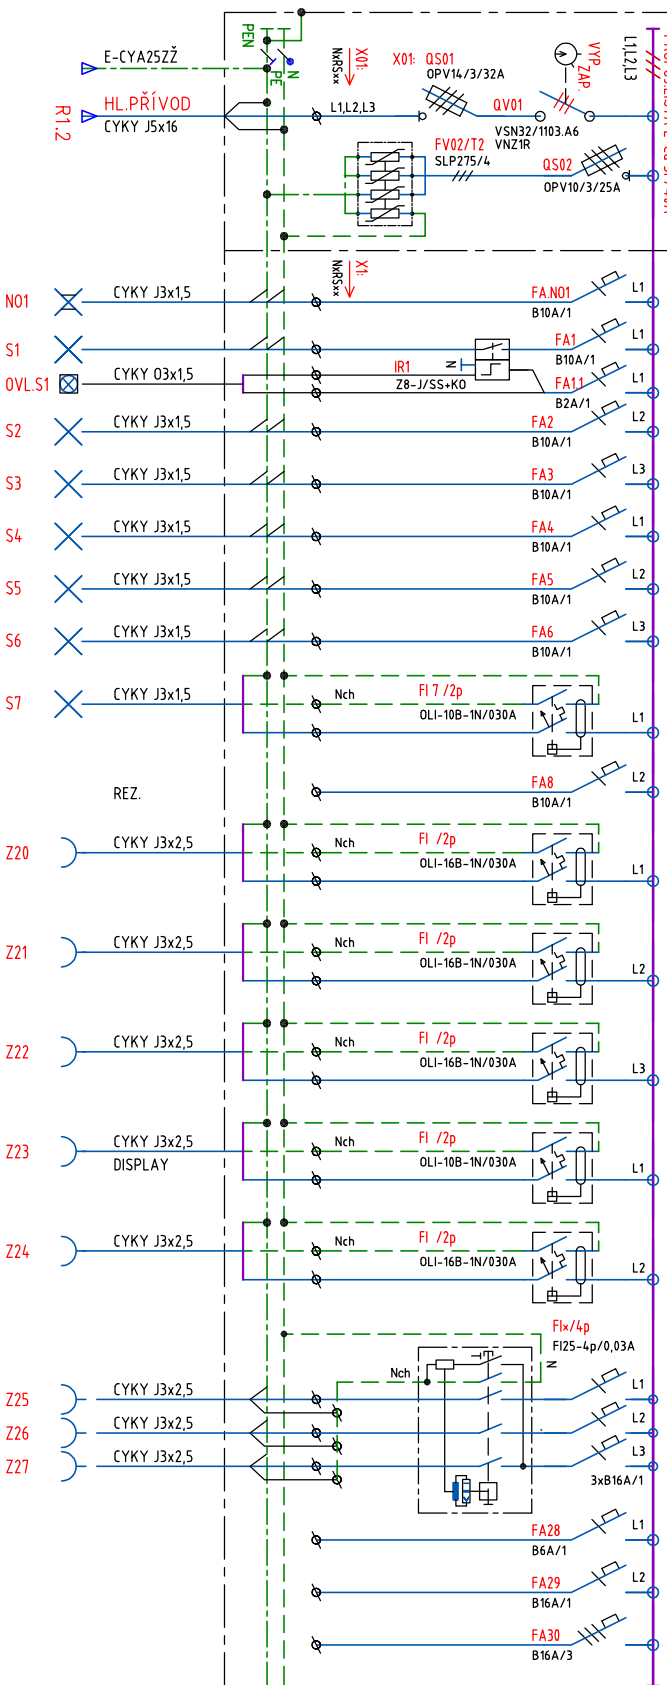 PEN
E-CYA25ZŽ
N
PE
X01:
NxRSxx
X01: QS01
OPV14/3/32A
VYP.
ZAP.
L1,L2,L3
R1.2
HL.PŘÍVOD
CYKY J5x16
L1,L2,L3
QV01
VSN32/1103.A6
VNZ1R
FV02/T2
SLP275/4
QS02
OPV10/3/25A
X1:
NxRSxx
N01
CYKY J3x1,5
FA.N01
B10A/1
L1
S1
CYKY J3x1,5
FA1
B10A/1
L1
OVL.S1
CYKY O3x1,5
IR1
Z8-J/SS+KO
N
FA1.1
B2A/1
L1
S2
CYKY J3x1,5
FA2
B10A/1
L2
S3
CYKY J3x1,5
FA3
B10A/1
L3
S4
CYKY J3x1,5
FA4
B10A/1
L1
S5
CYKY J3x1,5
FA5
B10A/1
L2
S6
CYKY J3x1,5
FA6
B10A/1
L3
S7
CYKY J3x1,5
Nch
FI 7 /2p
OLI-10B-1N/030A
L1
REZ.
FA8
B10A/1
L2
Z20
CYKY J3x2,5
Nch
FI /2p
OLI-16B-1N/030A
L1
Z21
CYKY J3x2,5
Nch
FI /2p
OLI-16B-1N/030A
L2
Z22
CYKY J3x2,5
Nch
FI /2p
OLI-16B-1N/030A
L3
Z23
CYKY J3x2,5
DISPLAY
Nch
FI /2p
OLI-10B-1N/030A
L1
Z24
CYKY J3x2,5
Nch
FI /2p
OLI-16B-1N/030A
L2
FIx/4p
FI25-4p/0,03A
N
Nch
Z25
CYKY J3x2,5
L1
Z26
CYKY J3x2,5
L2
Z27
CYKY J3x2,5
L3
3xB16A/1
FA28
B6A/1
L1
FA29
B16A/1
L2
FA30
B16A/3